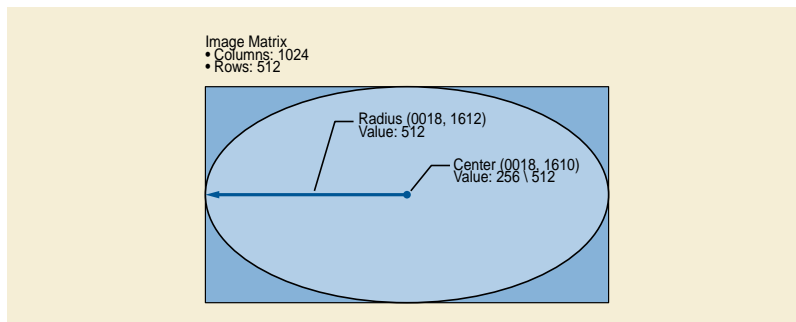 Image Matrix
• Columns: 1024
• Rows: 512
Radius (0018, 1612)
Value: 512
Center (0018, 1610)
Value: 256 \ 512